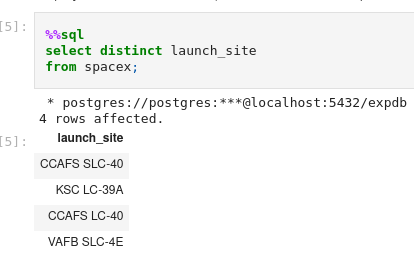 [5]:
%%sql
select distinct launch_site
from spacex;
* postgres://postgres:***@localhost:5432/expdb
4 rows affected.
[5]:
launch_site
CCAFS SLC-40
KSC LC-39A
CCAFS LC-40
VAFB SLC-4E